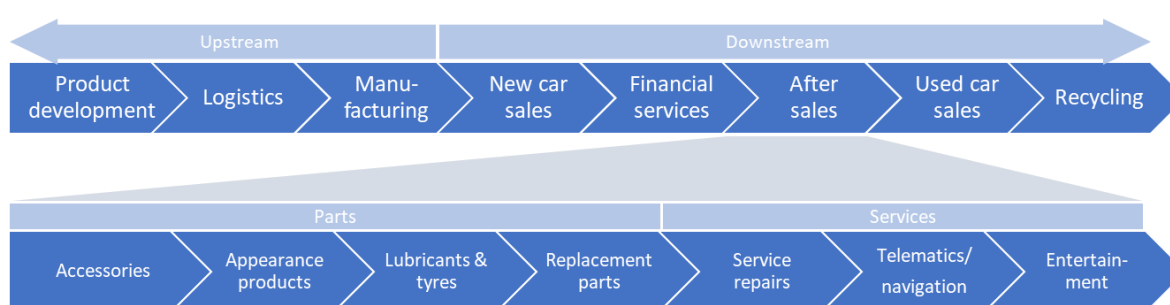 Upstream
Downstream
Product
development
Logistics
Manu-
facturing
New car
sales
Financial
services
After
sales
Used car
sales
Recycling
Parts
Services
Accessories
Appearance
products
Lubricants &
tyres
Replacement
parts
Service
repairs
Telematics/
navigation
Entertain-
ment